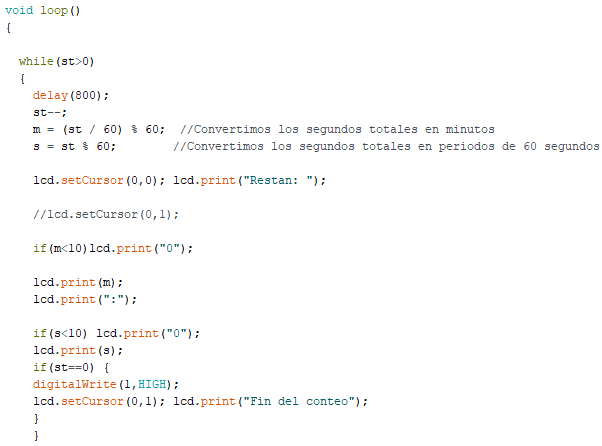 void loop()
{
while(st>0)
{
delay(800);
st--;
m = (st / 60) % 60;  //Convertimos los segundos totales en minutos
s = st % 60;        //Convertimos los segundos totales en periodos de 60 segundos
lcd.setCursor(0,0); lcd.print("Restan: ");
//lcd.setCursor(0,1);
if(m<10)lcd.print("0");
lcd.print(m);
lcd.print(":");
if(s<10) lcd.print("0");
lcd.print(s);
if(st==0) {
digitalWrite(1,HIGH);
lcd.setCursor(0,1); lcd.print("Fin del conteo");
}
}